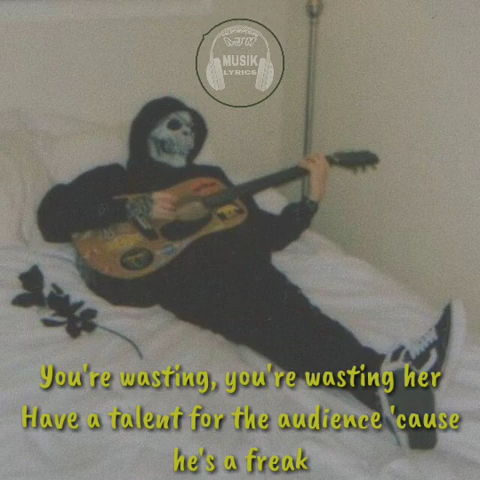 MUSIK
LYRICS
You're wasting, you're wasting her
Have a talent for the audience 'cause
he's a freak